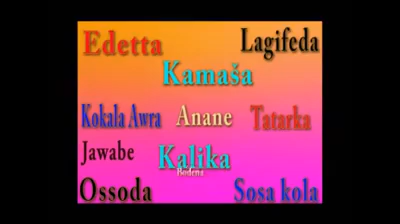 Edetta
Lagifeda
Kamaša
Kokala Awra
Anane
Tatarka
Jawabe
Kalika
Bodena
Ossoda
Sosa kola